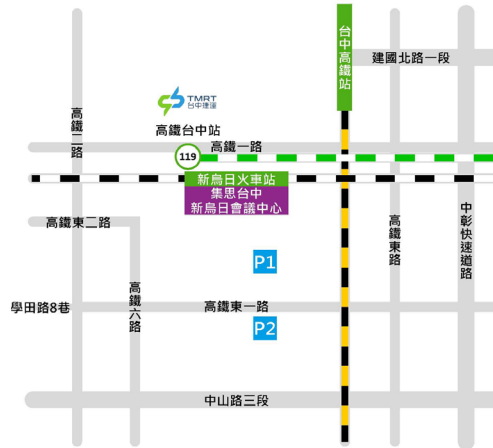 台中高鐵站
建國北路一段
TMRT
台中捷運
高鐵台中站
高鐵二路
高鐵一路
119
新烏日火車站
集思台中
新烏日會議中心
高鐵東二路
高鐵東路
中彰快速道路
P1
高鐵六路
學田路8巷
高鐵東一路
P2
中山路三段